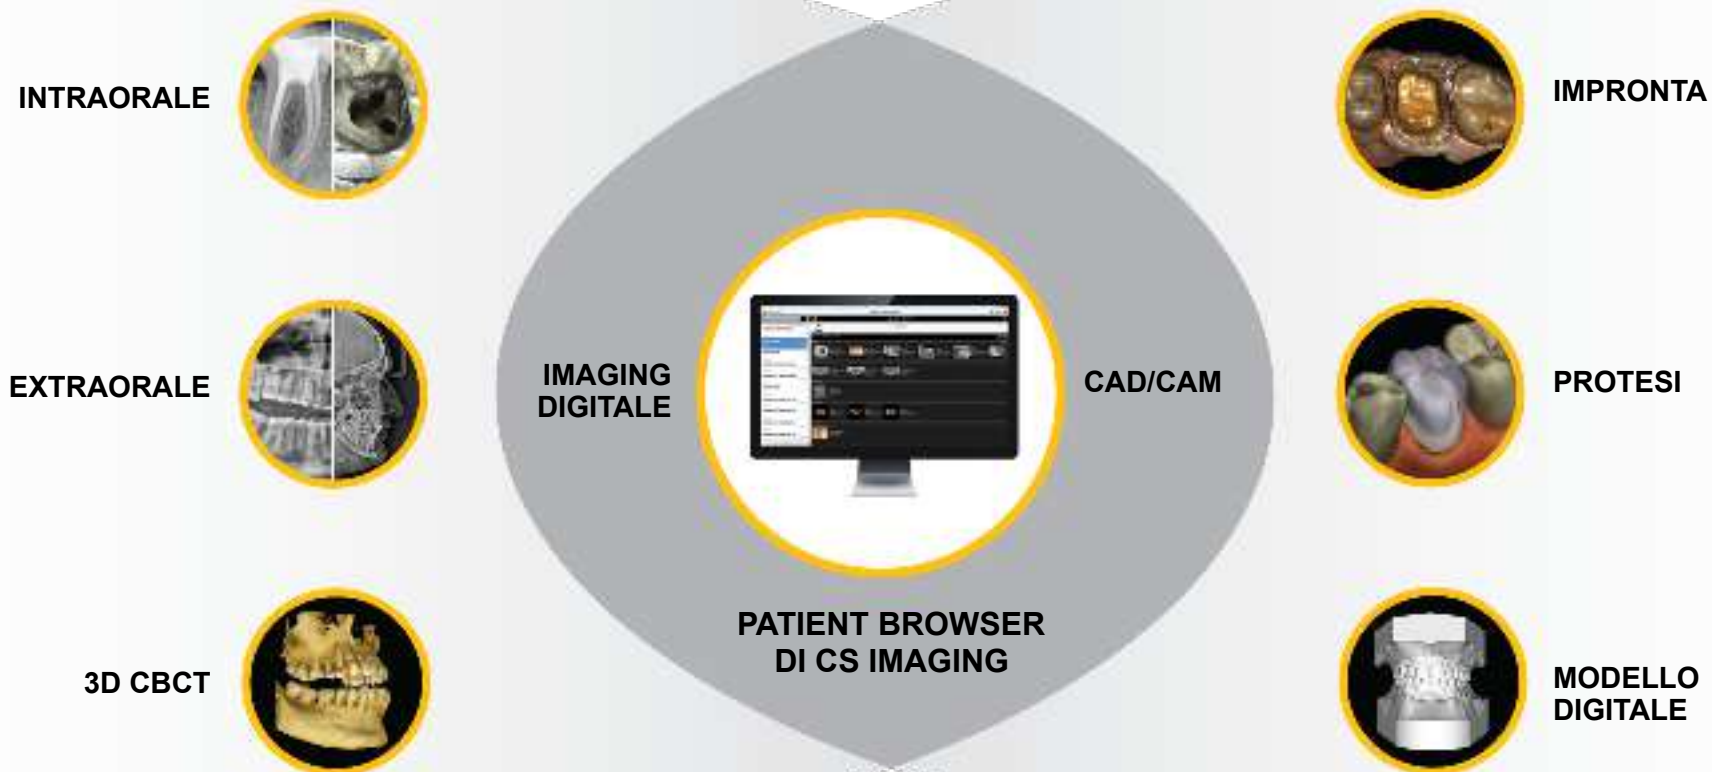 INTRAORALE
EXTRAORALE
3D CBCT
IMAGING
DIGITALE
PATIENT BROWSER
DI CS IMAGING
CAD/CAM
IMPRONTA
PROTESI
MODELLO
DIGITALE